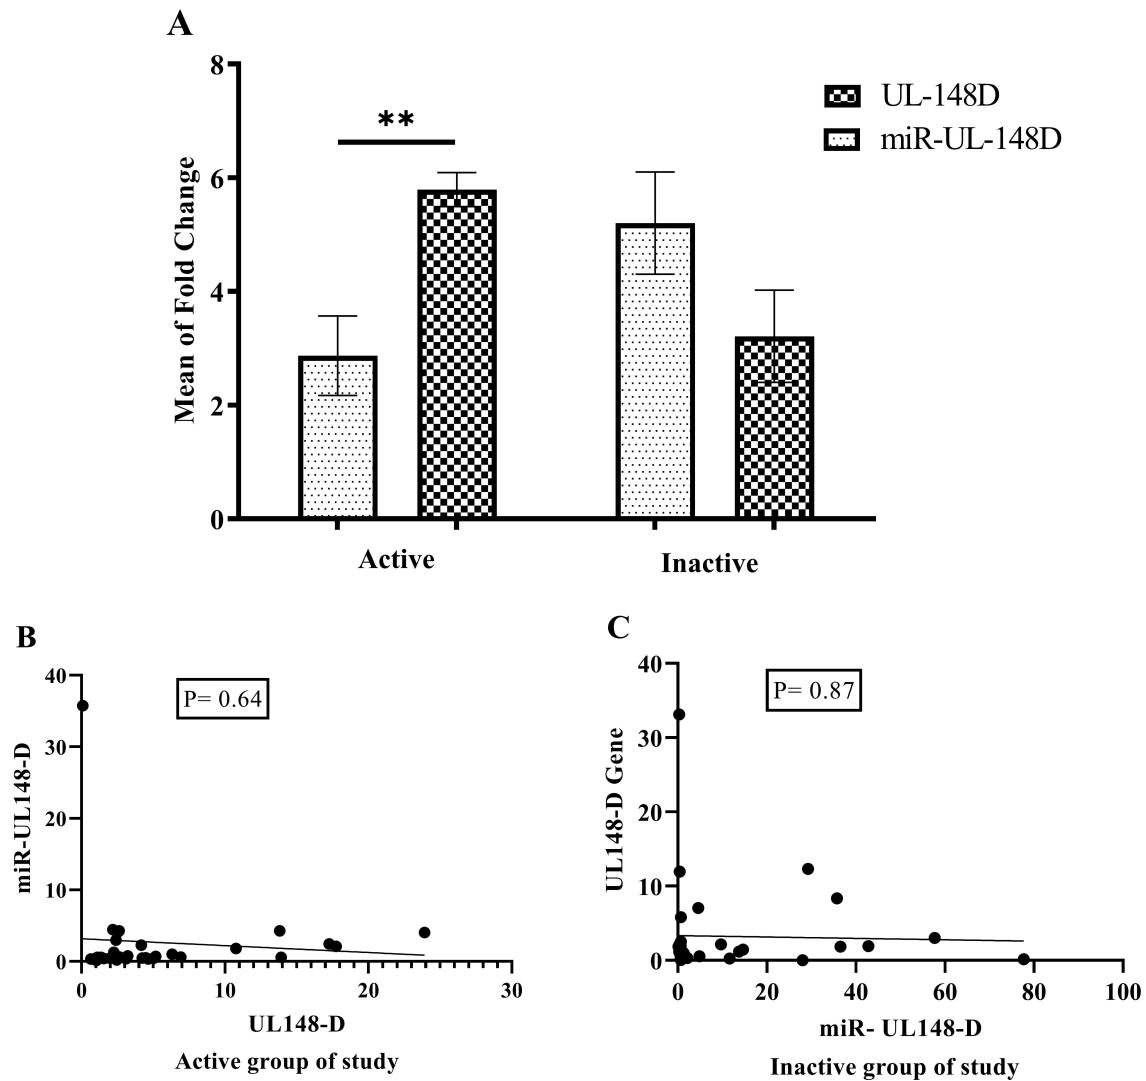 A
8
6
4
2
0
Mean of Fold Change
**
UL-148D
miR-UL-148D
Active
Inactive
B
40
30
20
10
0
miR-UL148-D
P= 0.64
0 10 20 30
UL148-D
Active group of study
C
40
30
20
10
0
UL148-D Gene
P= 0.87
0 20 40 60 80 100
miR- UL148-D
Inactive group of study